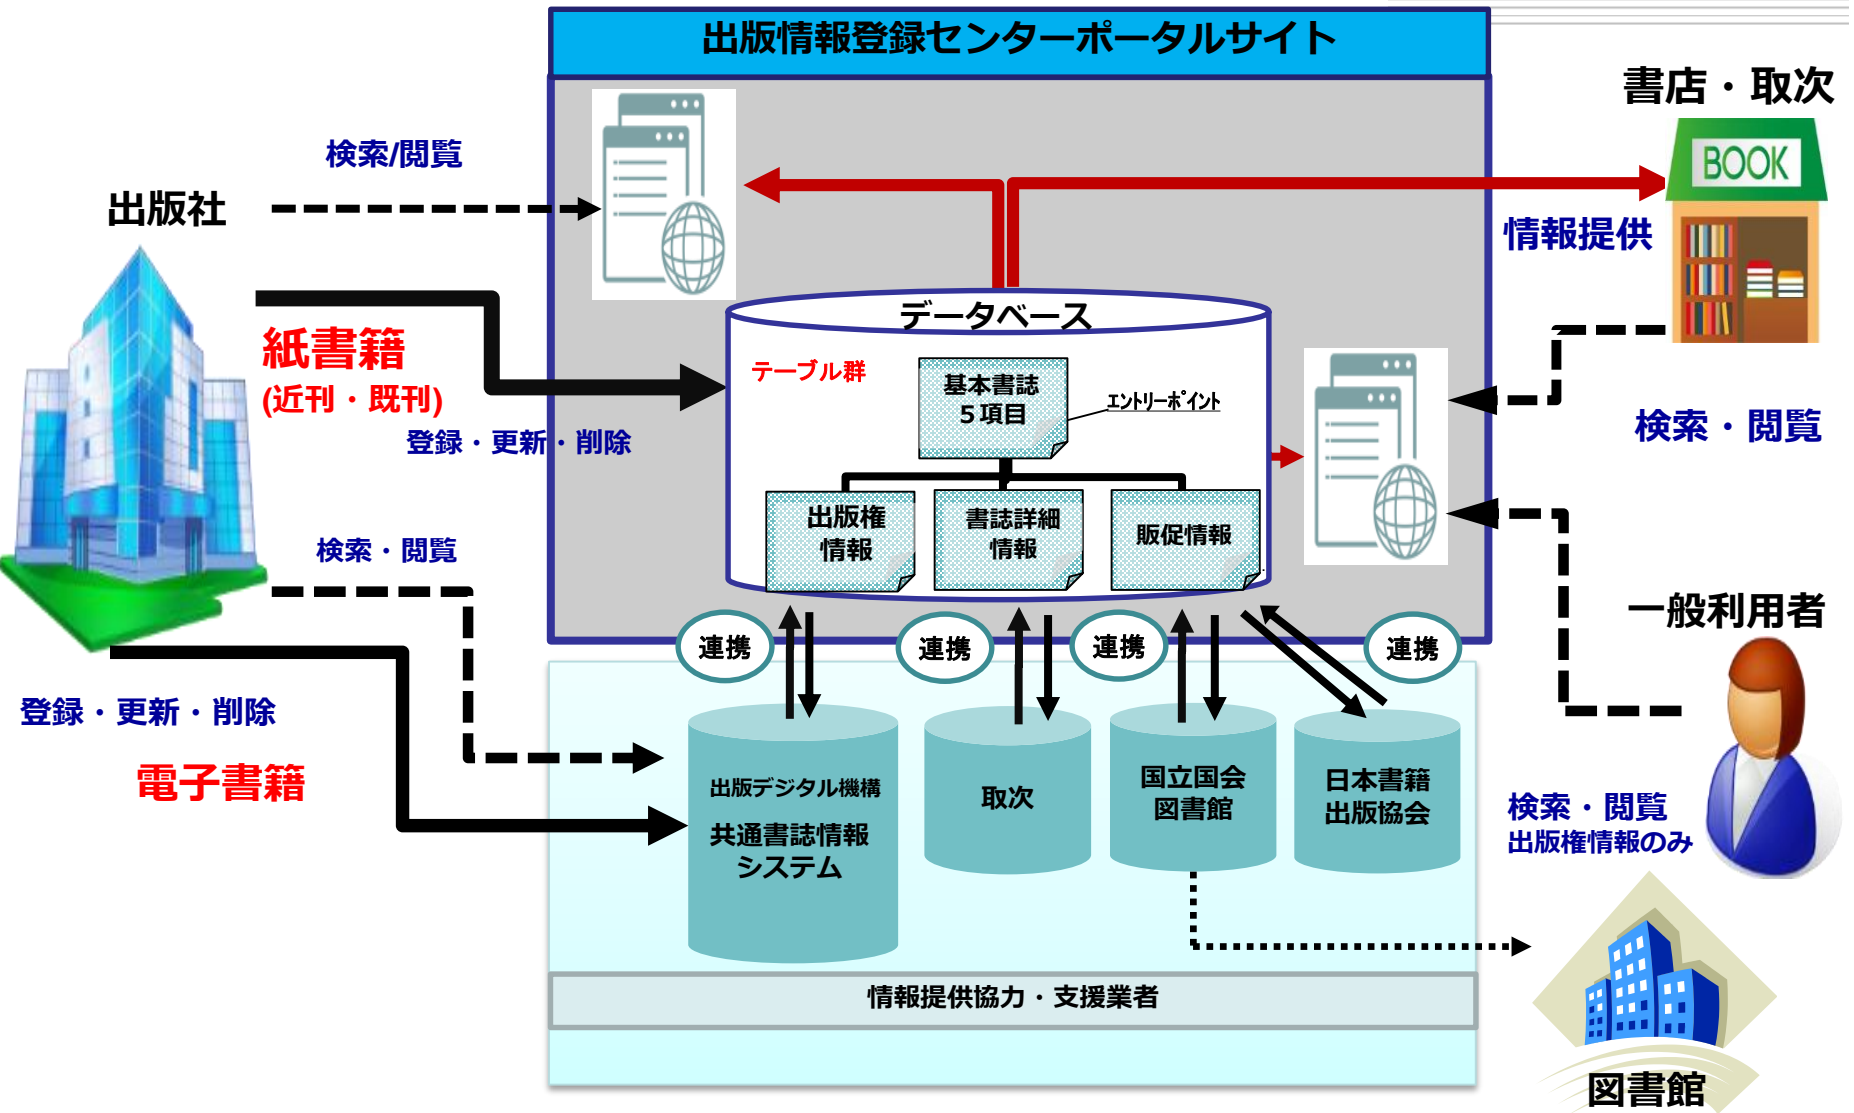 出版情報登録センターポータルサイト
書店・取次
BOOK
検索/閲覧
出版社
情報提供
データベース
紙書籍
(近刊・既刊)
テーブル群
基本書誌
５項目
エントリーポイント
登録・更新・削除
検索・閲覧
出版権
情報
書誌詳細
情報
販促情報
検索・閲覧
一般利用者
連携
連携
連携
連携
登録・更新・削除
電子書籍
出版デジタル機構
共通書誌情報
システム
取次
国立国会
図書館
日本書籍
出版協会
検索・閲覧
出版権情報のみ
情報提供協力・支援業者
図書館